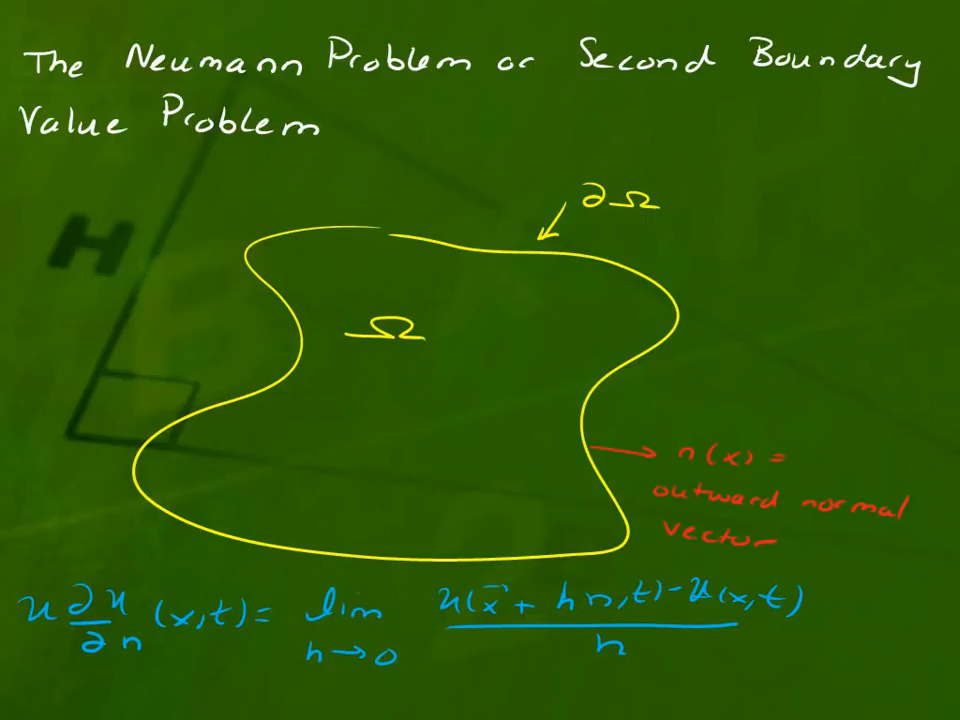 The Neumann Problem or Second Boundary
Value Problem
∂Ω
H
Ω
n(x) =
outward normal
vector
u ∂u/∂n (x,t) = lim h→0 (u(x⃗ + hn,t) - u(x,t))/h